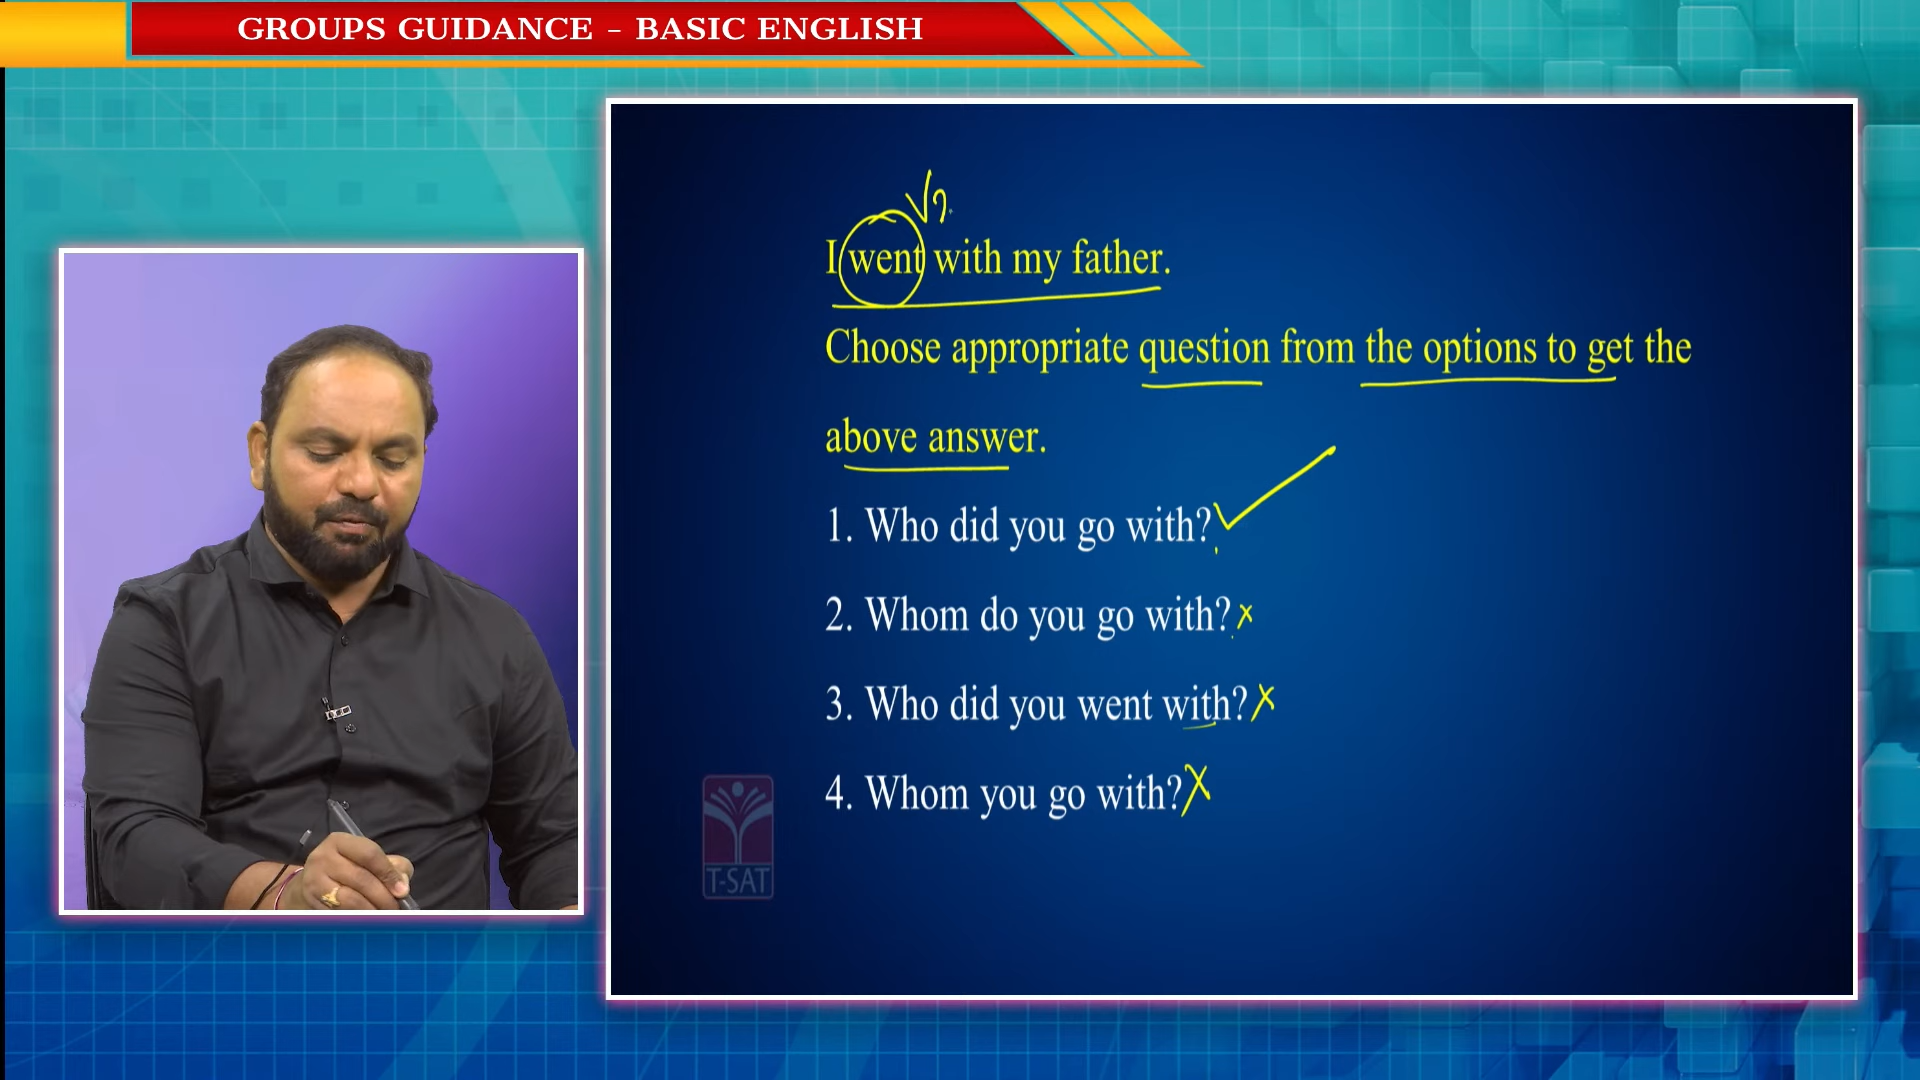 GROUPS GUIDANCE - BASIC ENGLISH
V2
I went with my father.
Choose appropriate question from the options to get the
above answer.
1. Who did you go with?
2. Whom do you go with?
3. Who did you went with?
4. Whom you go with?
T-SAT